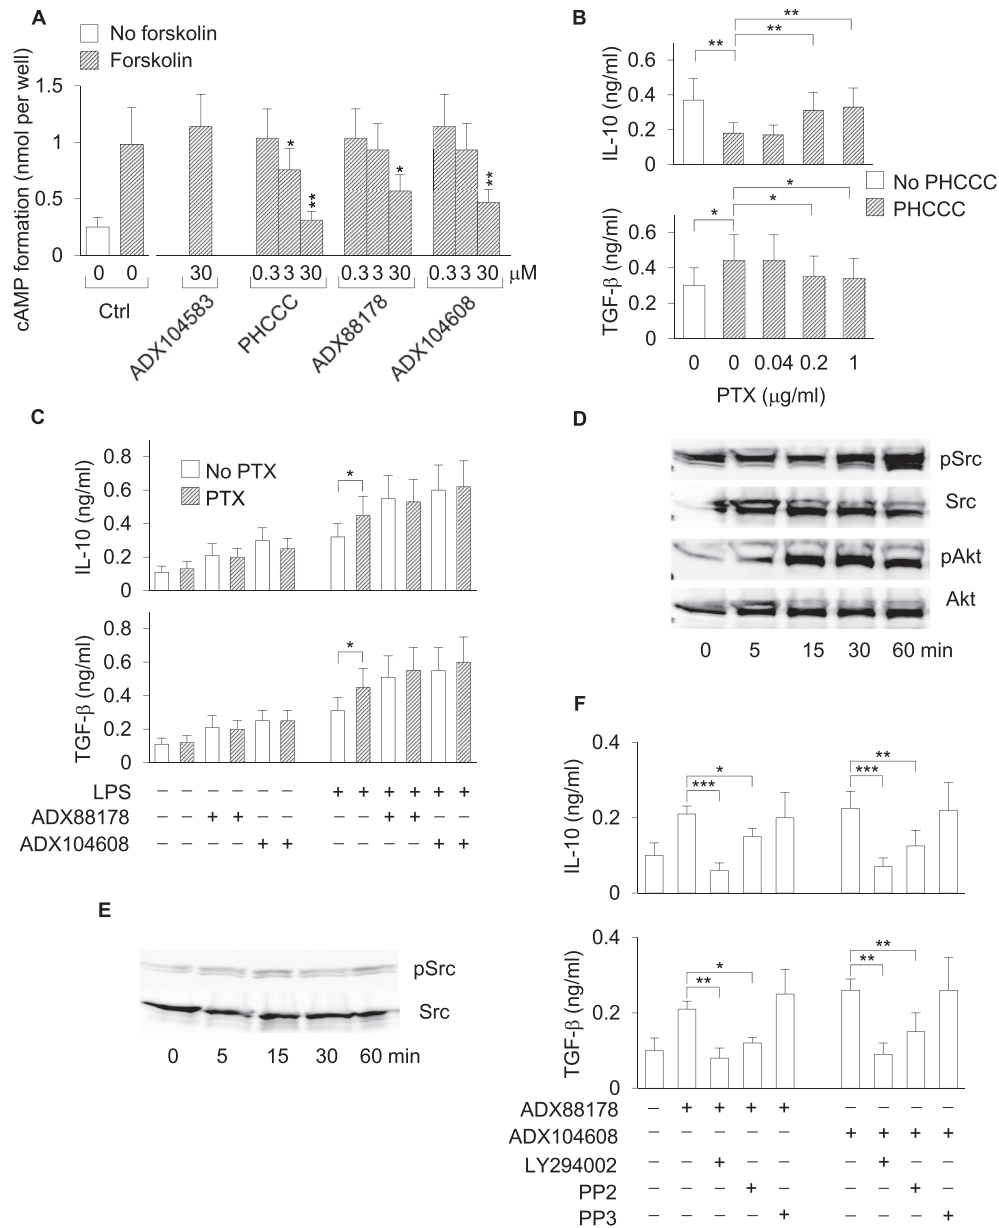 A
No forskolin
Forskolin
cAMP formation (nmol per well)
1.5
1
0.5
0
*
**
*
**
0 0 30 0.3 3 30 0.3 3 30 0.3 3 30 μM
Ctrl
ADX104583
PHCCC
ADX88178
ADX104608
B
IL-10 (ng/ml)
0.6
0.4
0.2
0
**
**
**
No PHCCC
PHCCC
TGF-β (ng/ml)
0.6
0.4
0.2
0
*
*
*
0 0 0.04 0.2 1
PTX (μg/ml)
C
IL-10 (ng/ml)
0.8
0.6
0.4
0.2
0
No PTX
PTX
*
TGF-β (ng/ml)
0.8
0.6
0.4
0.2
0
*
LPS − − − − − − + + + + + +
ADX88178 − − + + − − − − + + − −
ADX104608 − − − − + + − − − − + +
D
pSrc
Src
pAkt
Akt
0 5 15 30 60 min
E
pSrc
Src
0 5 15 30 60 min
F
IL-10 (ng/ml)
0.4
0.2
0
*
***
**
***
TGF-β (ng/ml)
0.4
0.2
0
*
**
**
**
ADX88178 − + + + + − − − −
ADX104608 − − − − − + + + +
LY294002 − − + − − − + − −
PP2 − − − + − − − + −
PP3 − − − − + − − − +